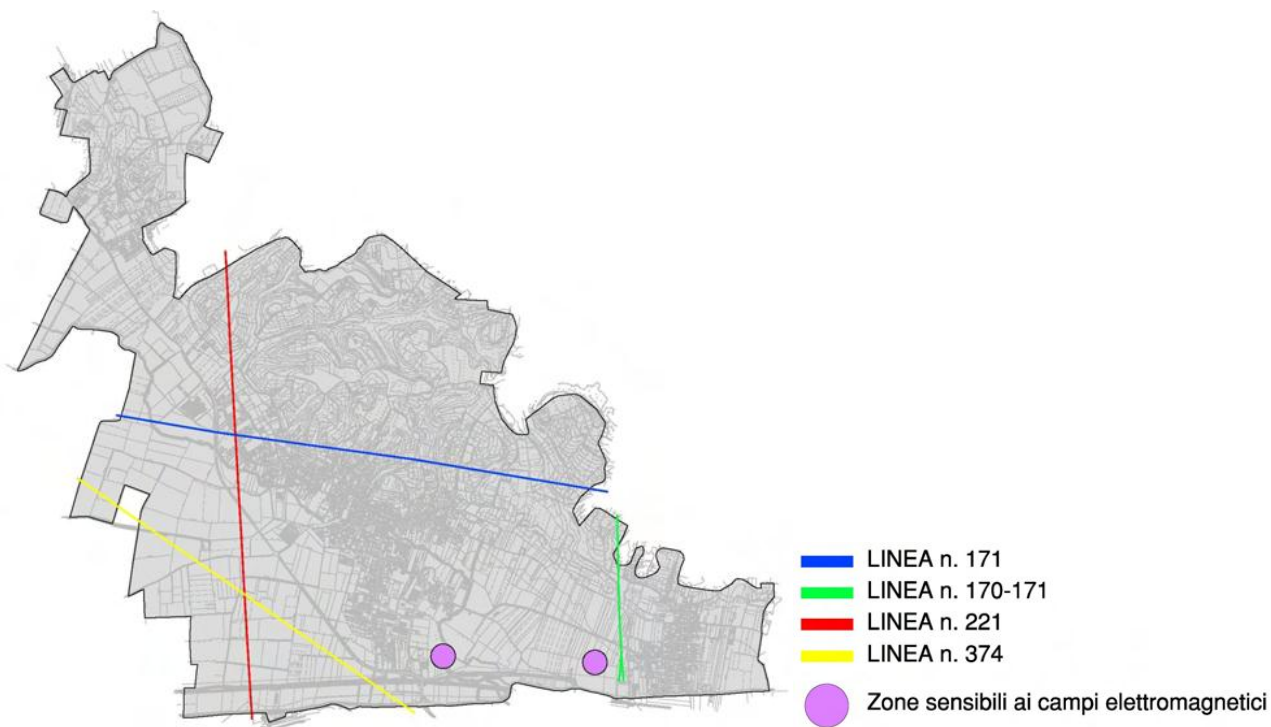 LINEA n. 171
LINEA n. 170-171
LINEA n. 221
LINEA n. 374
Zone sensibili ai campi elettromagnetici